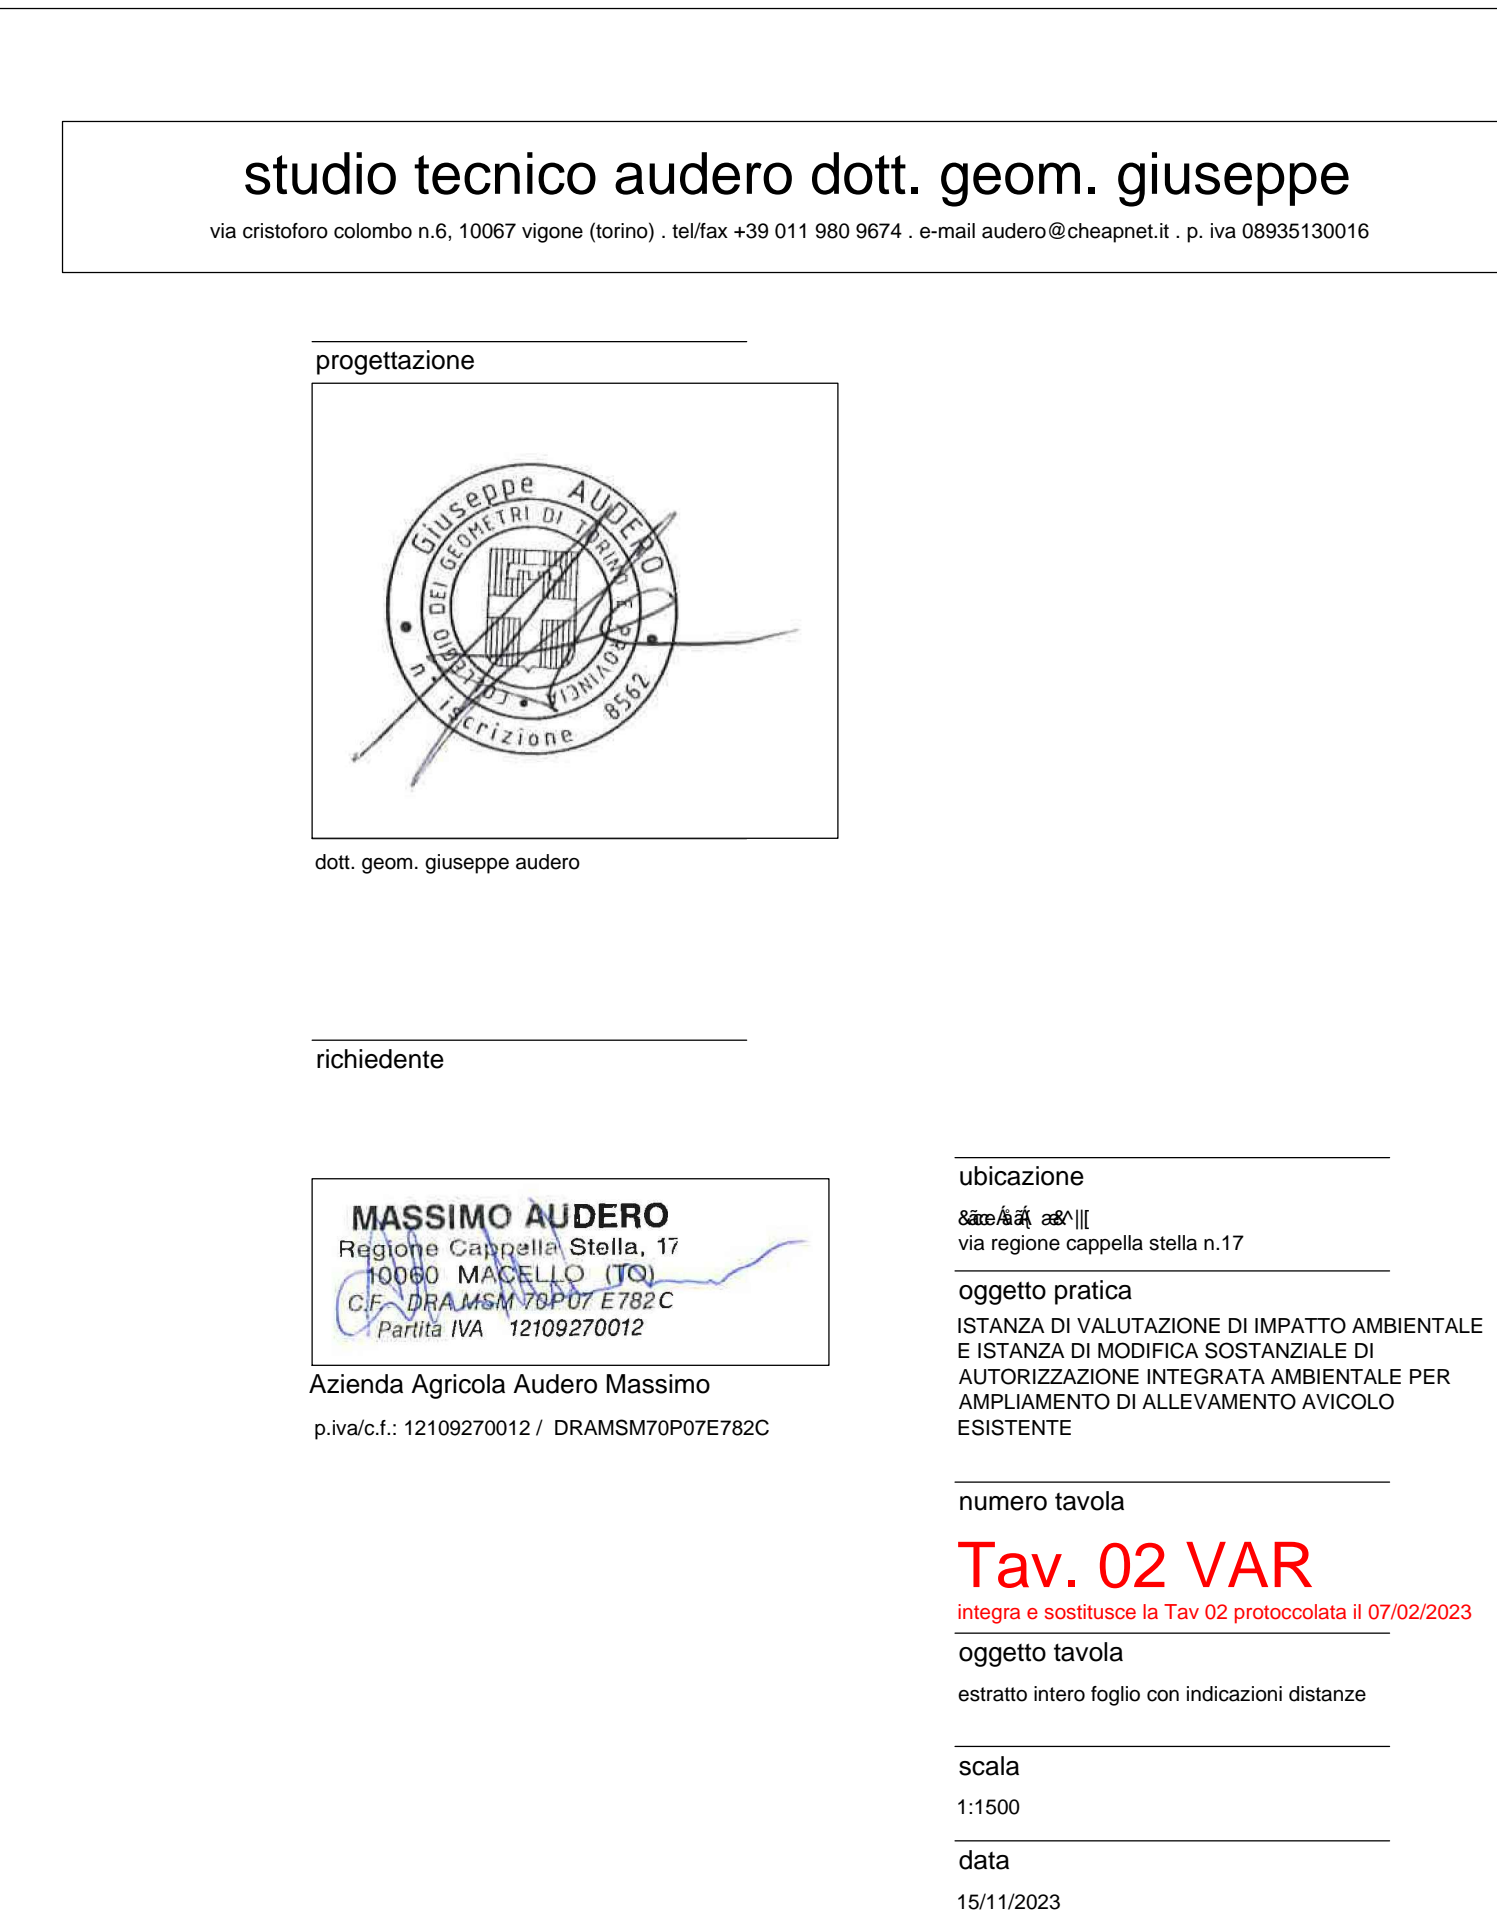 studio tecnico audero dott. geom. giuseppe
via cristoforo colombo n.6, 10067 vigone (torino) . tel/fax +39 011 980 9674 . e-mail audero@cheapnet.it . p. iva 08935130016
progettazione
Giuseppe AUDERO
COLLEGIO DEI GEOMETRI DI TORINO E PROVINCIA
n° iscrizione 8562
dott. geom. giuseppe audero
richiedente
MASSIMO AUDERO
Regione Cappella Stella, 17
10060 MACELLO (TO)
C.F. DRA MSM 70P07 E782C
Partita IVA 12109270012
Azienda Agricola Audero Massimo
p.iva/c.f.: 12109270012 / DRAMSM70P07E782C
ubicazione
via regione cappella stella n.17
oggetto pratica
ISTANZA DI VALUTAZIONE DI IMPATTO AMBIENTALE
E ISTANZA DI MODIFICA SOSTANZIALE DI
AUTORIZZAZIONE INTEGRATA AMBIENTALE PER
AMPLIAMENTO DI ALLEVAMENTO AVICOLO
ESISTENTE
numero tavola
Tav. 02 VAR
integra e sostitusce la Tav 02 protoccolata il 07/02/2023
oggetto tavola
estratto intero foglio con indicazioni distanze
scala
1:1500
data
15/11/2023